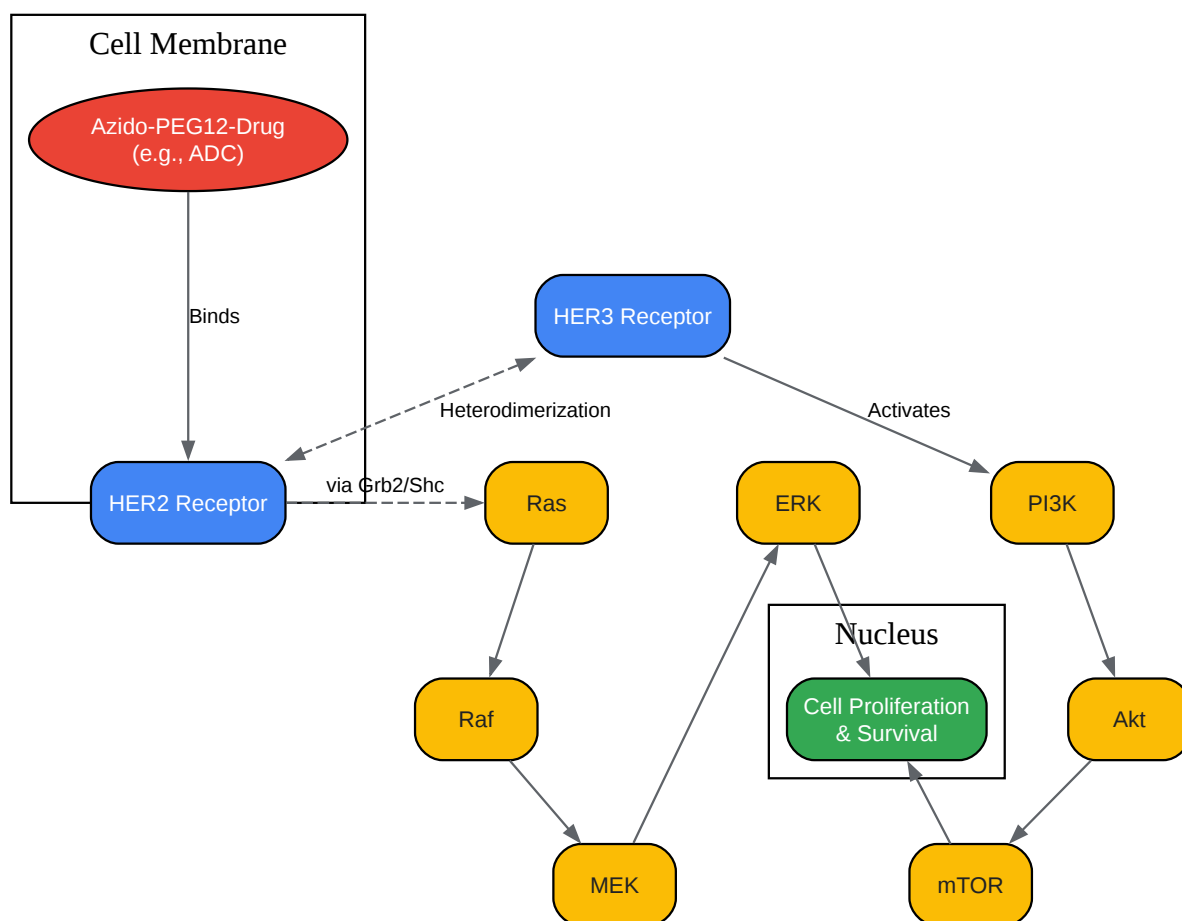 Cell Membrane
Azido-PEG12-Drug
(e.g., ADC)
Binds
HER3 Receptor
Heterodimerization
Activates
HER2 Receptor
via Grb2/Shc
Ras
ERK
PI3K
Nucleus
Raf
Cell Proliferation
& Survival
Akt
MEK
mTOR